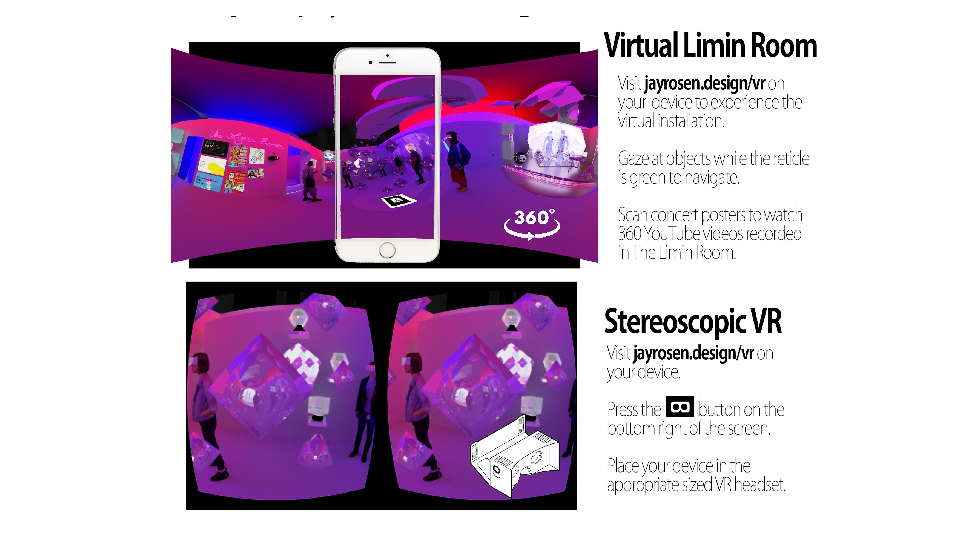 Virtual Limin Room
Visit jayrosen.design/vr on
your device to experience the
virtual installation.
Gaze at objects while the reticle
is green to navigate.
Scan concert posters to watch
360 YouTube videos recorded
in The Limin Room.
360°
Stereoscopic VR
Visit jayrosen.design/vr on
your device.
Press the button on the
bottom right of the screen.
Place your device in the
appropriate sized VR headset.